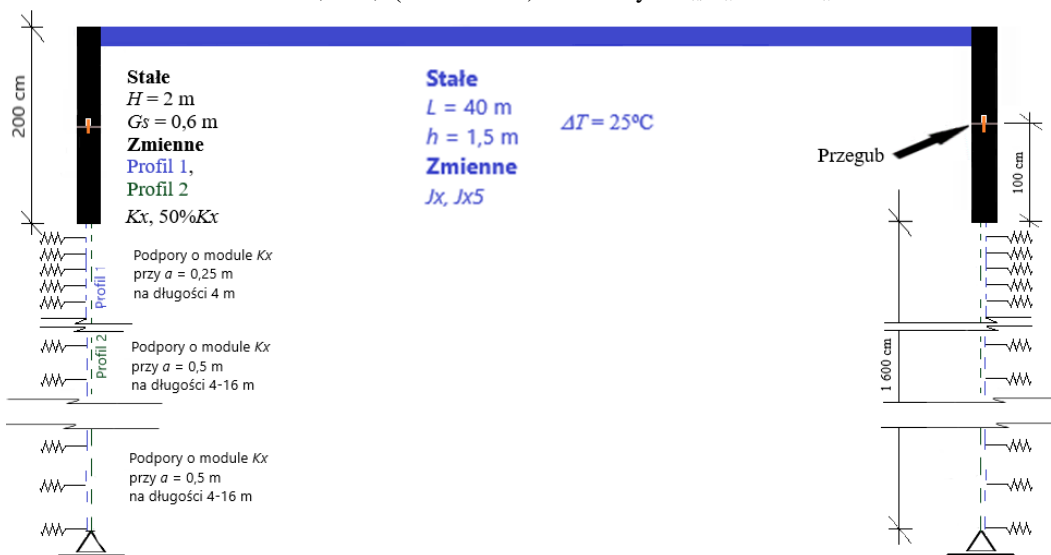 200 cm
Stałe
H = 2 m
Gs = 0,6 m
Zmienne
Profil 1,
Profil 2
Kx, 50%Kx
Stałe
L = 40 m
h = 1,5 m
ΔT = 25ºC
Zmienne
Jx, Jx5
Przegub
100 cm
Podpory o module Kx
przy a = 0,25 m
na długości 4 m
Profil 1
Profil 2
Podpory o module Kx
przy a = 0,5 m
na długości 4-16 m
1 600 cm
Podpory o module Kx
przy a = 0,5 m
na długości 4-16 m